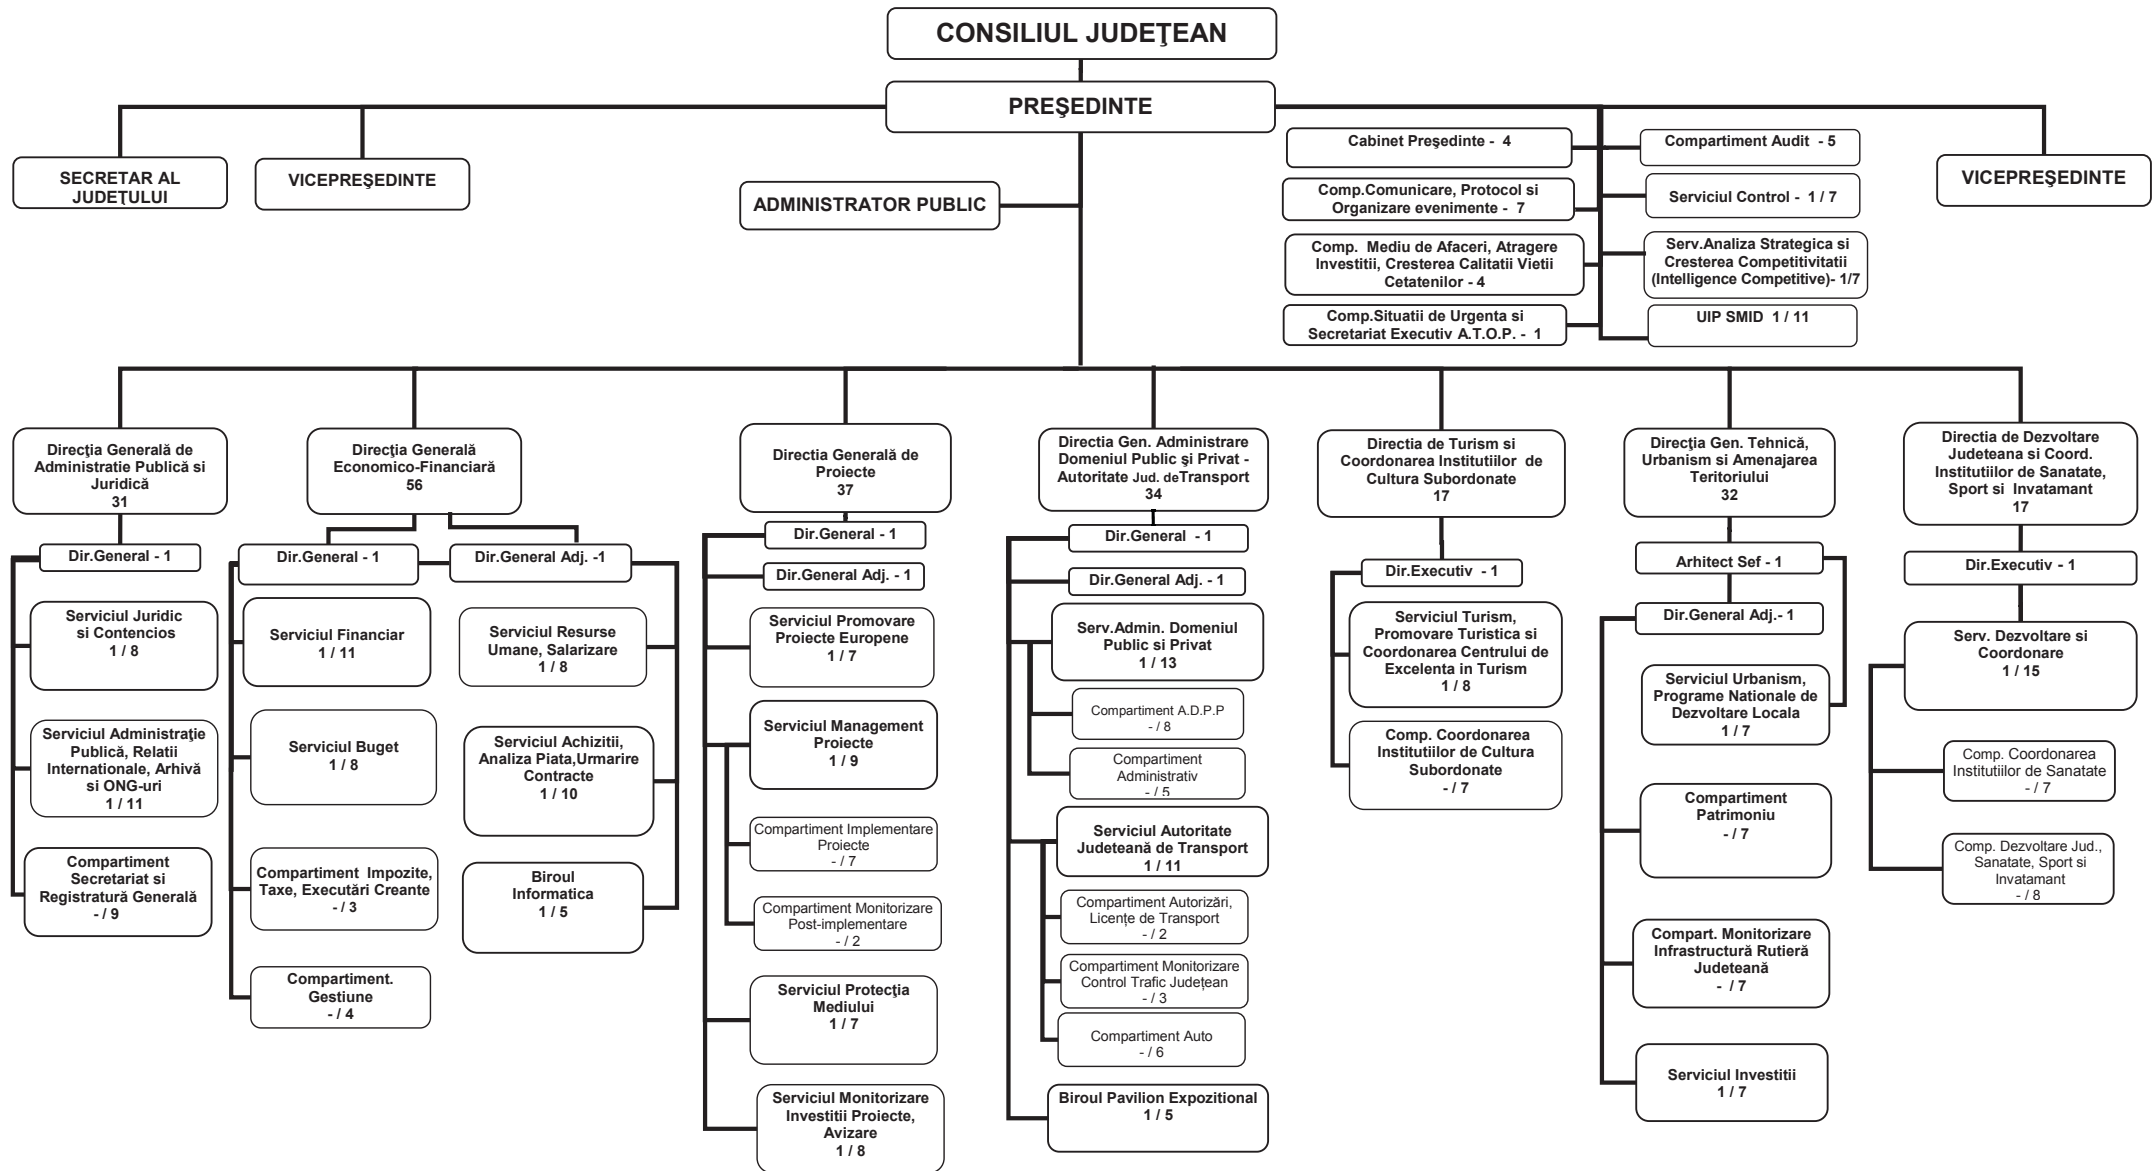 CONSILIUL JUDEŢEAN
PREŞEDINTE
SECRETAR AL
JUDEŢULUI
VICEPREŞEDINTE
ADMINISTRATOR PUBLIC
Cabinet Preşedinte - 4
Comp.Comunicare, Protocol si
Organizare evenimente - 7
Comp. Mediu de Afaceri, Atragere
Investitii, Cresterea Calitatii Vietii
Cetatenilor - 4
Comp.Situatii de Urgenta si
Secretariat Executiv A.T.O.P. - 1
Compartiment Audit - 5
Serviciul Control - 1 / 7
Serv.Analiza Strategica si
Cresterea Competitivitatii
(Intelligence Competitive)- 1/7
UIP SMID 1 / 11
VICEPREŞEDINTE
Direcţia Generală de
Administratie Publică si
Juridică
31
Dir.General - 1
Serviciul Juridic
si Contencios
1 / 8
Serviciul Administraţie
Publică, Relatii
Internationale, Arhivă
si ONG-uri
1 / 11
Compartiment
Secretariat si
Registratură Generală
- / 9
Direcţia Generală
Economico-Financiară
56
Dir.General - 1
Serviciul Financiar
1 / 11
Serviciul Buget
1 / 8
Compartiment Impozite,
Taxe, Executări Creante
- / 3
Compartiment.
Gestiune
- / 4
Dir.General Adj. -1
Serviciul Resurse
Umane, Salarizare
1 / 8
Serviciul Achizitii,
Analiza Piata,Urmarire
Contracte
1 / 10
Biroul
Informatica
1 / 5
Directia Generală de
Proiecte
37
Dir.General - 1
Dir.General Adj. - 1
Serviciul Promovare
Proiecte Europene
1 / 7
Serviciul Management
Proiecte
1 / 9
Compartiment Implementare
Proiecte
- / 7
Compartiment Monitorizare
Post-implementare
- / 2
Serviciul Protecţia
Mediului
1 / 7
Serviciul Monitorizare
Investitii Proiecte,
Avizare
1 / 8
Directia Gen. Administrare
Domeniul Public şi Privat -
Autoritate Jud. deTransport
34
Dir.General - 1
Dir.General Adj. - 1
Serv.Admin. Domeniul
Public si Privat
1 / 13
Compartiment A.D.P.P
- / 8
Compartiment
Administrativ
- / 5
Serviciul Autoritate
Judeteană de Transport
1 / 11
Compartiment Autorizări,
Licențe de Transport
- / 2
Compartiment Monitorizare
Control Trafic Județean
- / 3
Compartiment Auto
- / 6
Biroul Pavilion Expozitional
1 / 5
Directia de Turism si
Coordonarea Institutiilor de
Cultura Subordonate
17
Dir.Executiv - 1
Serviciul Turism,
Promovare Turistica si
Coordonarea Centrului de
Excelenta in Turism
1 / 8
Comp. Coordonarea
Institutiilor de Cultura
Subordonate
- / 7
Direcţia Gen. Tehnică,
Urbanism si Amenajarea
Teritoriului
32
Arhitect Sef - 1
Dir.General Adj.- 1
Serviciul Urbanism,
Programe Nationale de
Dezvoltare Locala
1 / 7
Compartiment
Patrimoniu
- / 7
Compart. Monitorizare
Infrastructură Rutieră
Judeteană
- / 7
Serviciul Investitii
1 / 7
Directia de Dezvoltare
Judeteana si Coord.
Institutiilor de Sanatate,
Sport si Invatamant
17
Dir.Executiv - 1
Serv. Dezvoltare si
Coordonare
1 / 15
Comp. Coordonarea
Institutiilor de Sanatate
- / 7
Comp. Dezvoltare Jud.,
Sanatate, Sport si
Invatamant
- / 8